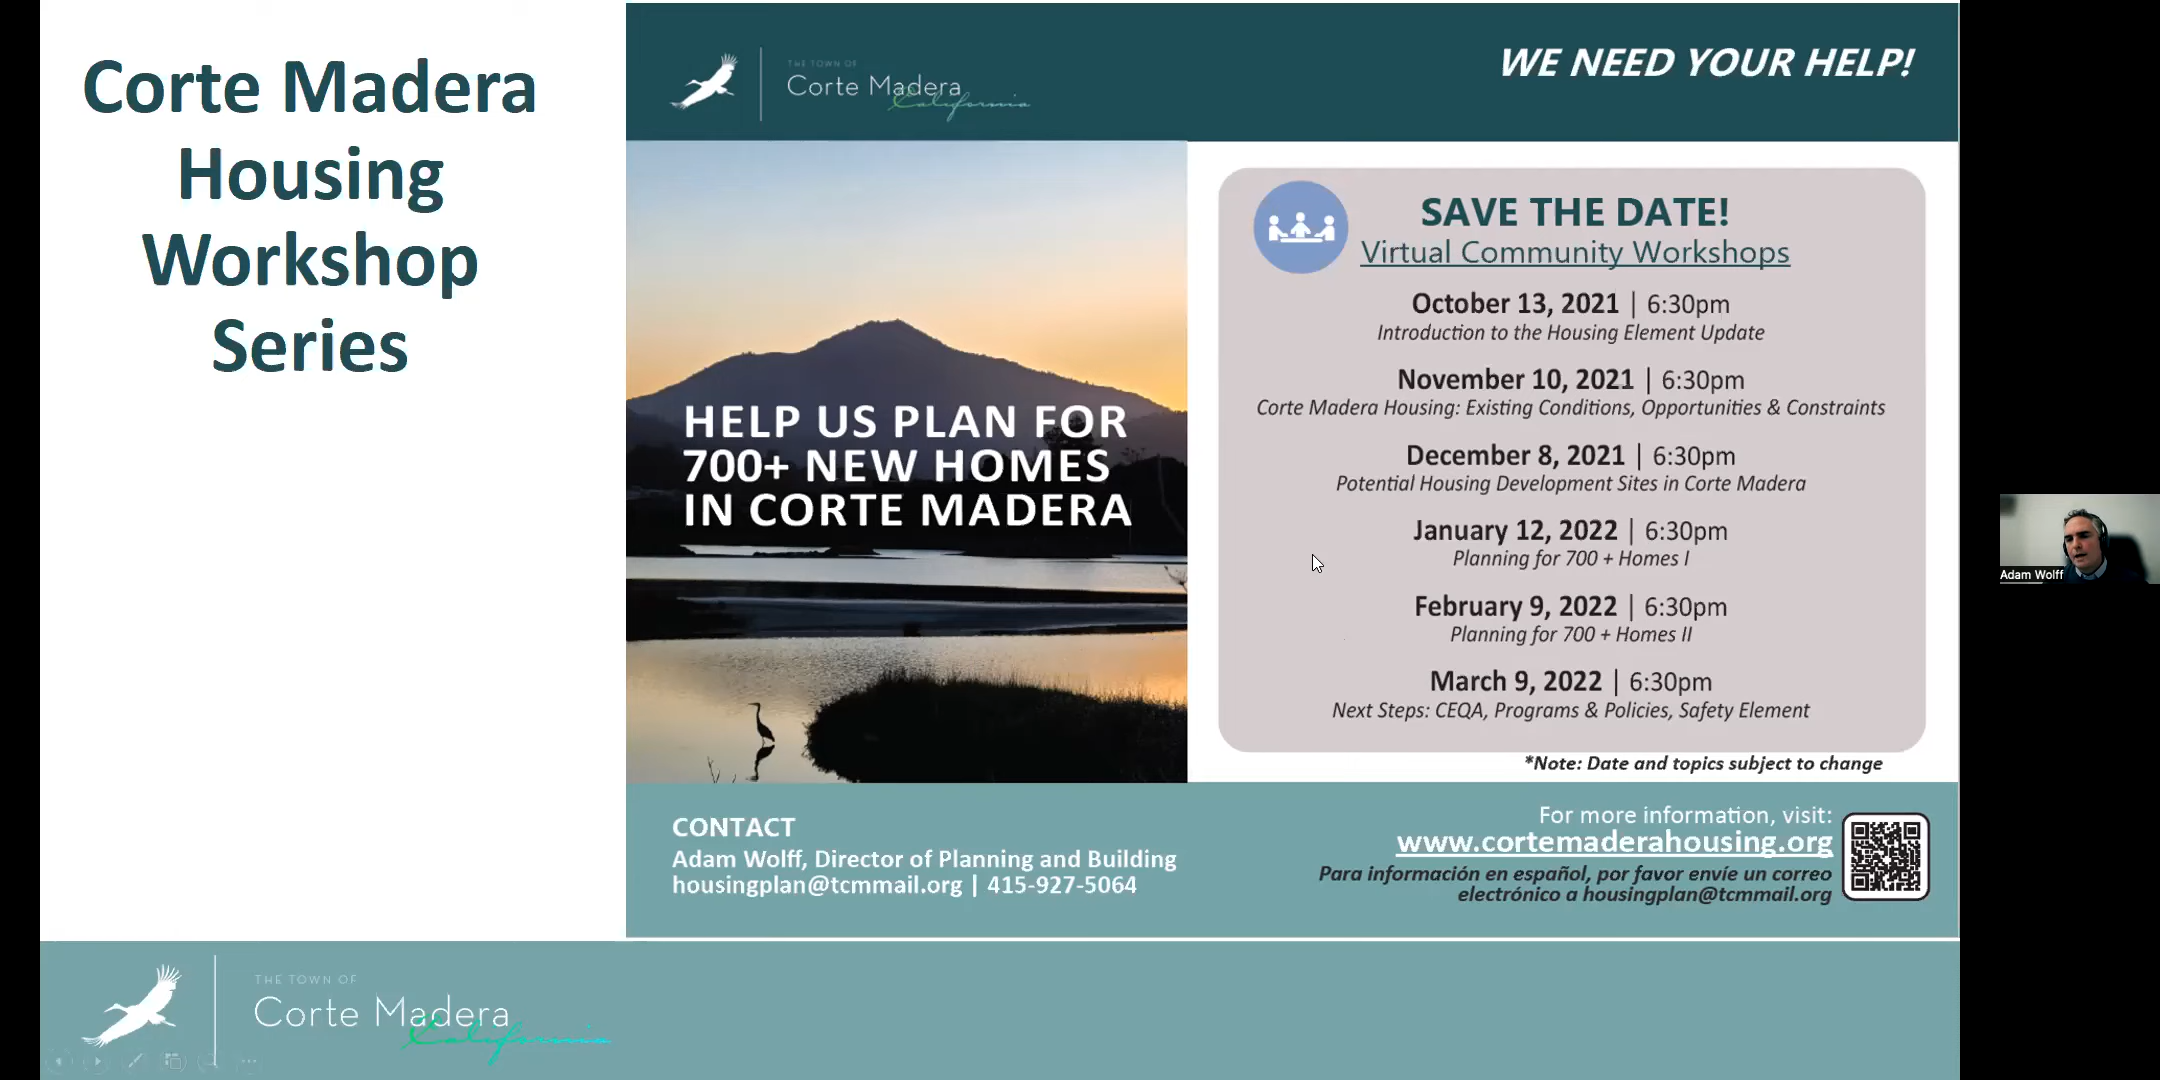 Corte Madera
Housing
Workshop
Series
THE TOWN OF
Corte Madera
California
WE NEED YOUR HELP!
HELP US PLAN FOR
700+ NEW HOMES
IN CORTE MADERA
SAVE THE DATE!
Virtual Community Workshops
October 13, 2021 | 6:30pm
Introduction to the Housing Element Update
November 10, 2021 | 6:30pm
Corte Madera Housing: Existing Conditions, Opportunities & Constraints
December 8, 2021 | 6:30pm
Potential Housing Development Sites in Corte Madera
January 12, 2022 | 6:30pm
Planning for 700 + Homes I
February 9, 2022 | 6:30pm
Planning for 700 + Homes II
March 9, 2022 | 6:30pm
Next Steps: CEQA, Programs & Policies, Safety Element
*Note: Date and topics subject to change
CONTACT
Adam Wolff, Director of Planning and Building
housingplan@tcmmail.org | 415-927-5064
For more information, visit:
www.cortemaderahousing.org
Para información en español, por favor envíe un correo
electrónico a housingplan@tcmmail.org
THE TOWN OF
Corte Madera
California
Adam Wolff